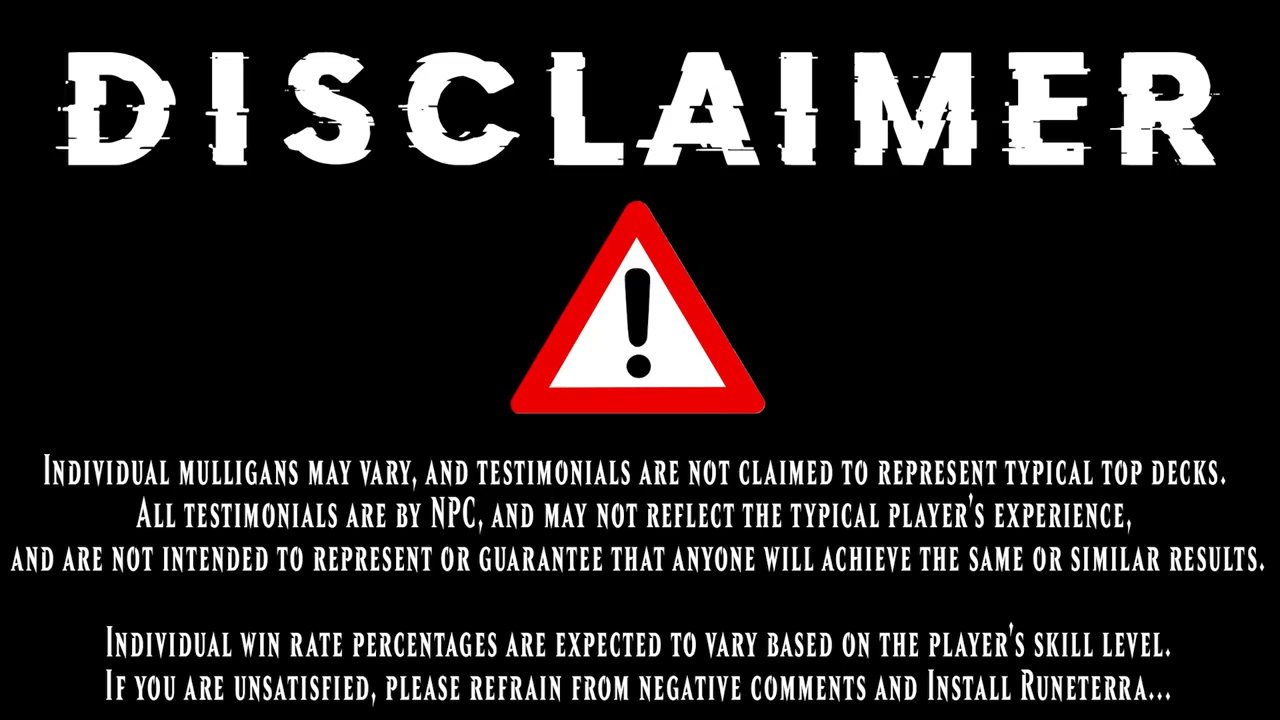 DISCLAIMER
Individual mulligans may vary, and testimonials are not claimed to represent typical top decks.
All testimonials are by NPC, and may not reflect the typical player's experience,
and are not intended to represent or guarantee that anyone will achieve the same or similar results.
Individual win rate percentages are expected to vary based on the player's skill level.
If you are unsatisfied, please refrain from negative comments and Install Runeterra...